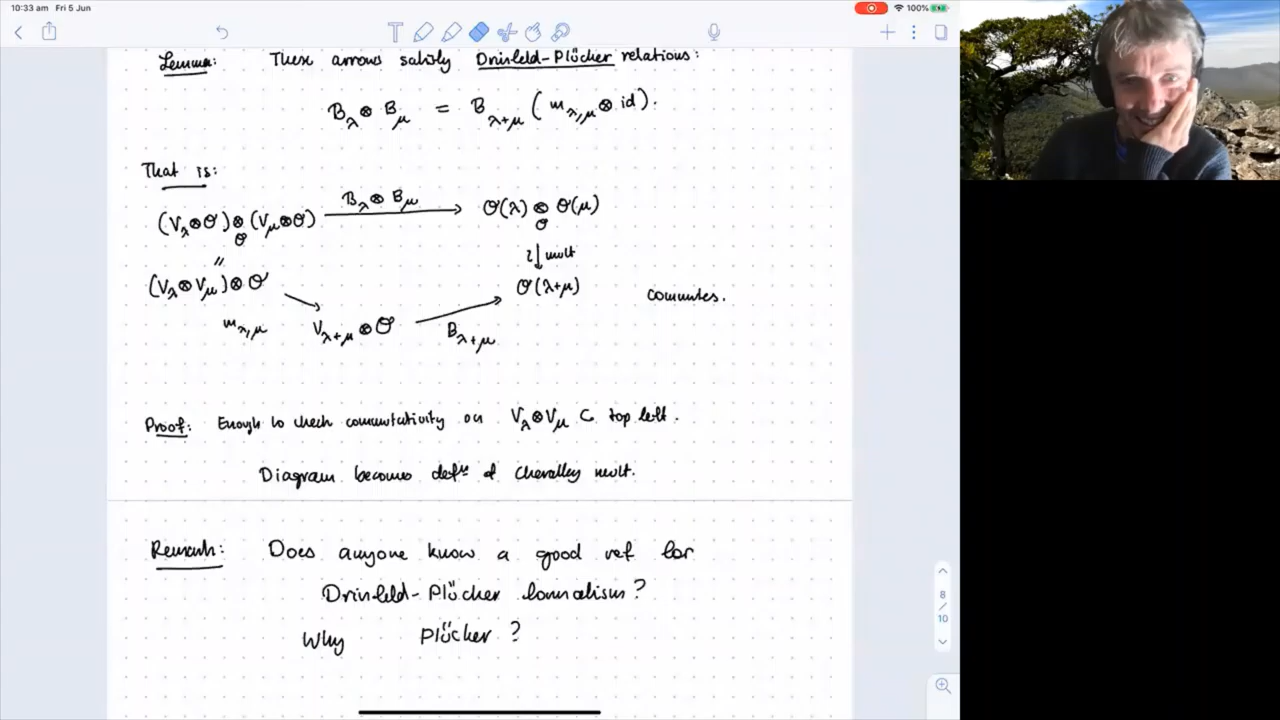 10:33 am Fri 5 Jun
100%
Lemma: These arrows satisfy Drinfeld-Plücker relations:
B_λ ⊗ B_μ = B_{λ+μ} (m_{λ,μ} ⊗ id).
That is:
(V_λ⊗O) ⊗_O (V_μ⊗O) B_λ ⊗ B_μ O(λ) ⊗_O O(μ)
= ≀ mult
(V_λ⊗V_μ)⊗O O(λ+μ) commutes.
m_{λ,μ} V_{λ+μ} ⊗ O B_{λ+μ}
Proof: Enough to check commutativity on V_λ⊗V_μ ⊂ top left.
Diagram becomes defⁿ of Chevalley mult.
Remark: Does anyone know a good ref for
Drinfeld-Plücker formalism?
Why Plücker?
8
/
10